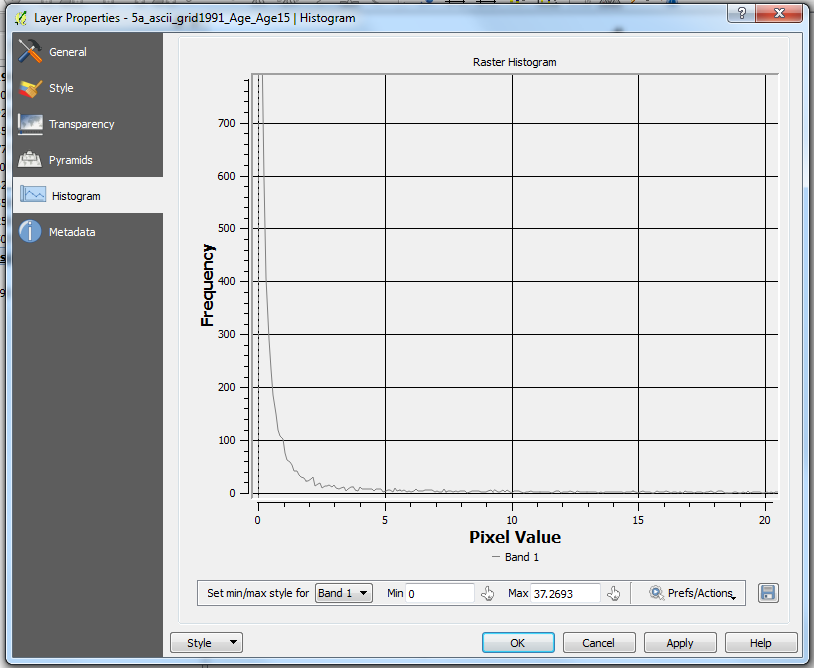 Layer Properties - 5a_ascii_grid1991_Age_Age15 | Histogram
?
General
Style
Transparency
Pyramids
Histogram
Metadata
Raster Histogram
Frequency
700
600
500
400
300
200
100
0
0 5 10 15 20
Pixel Value
Band 1
Set min/max style for Band 1 Min 0 Max 37.2693 Prefs/Actions
Style OK Cancel Apply Help